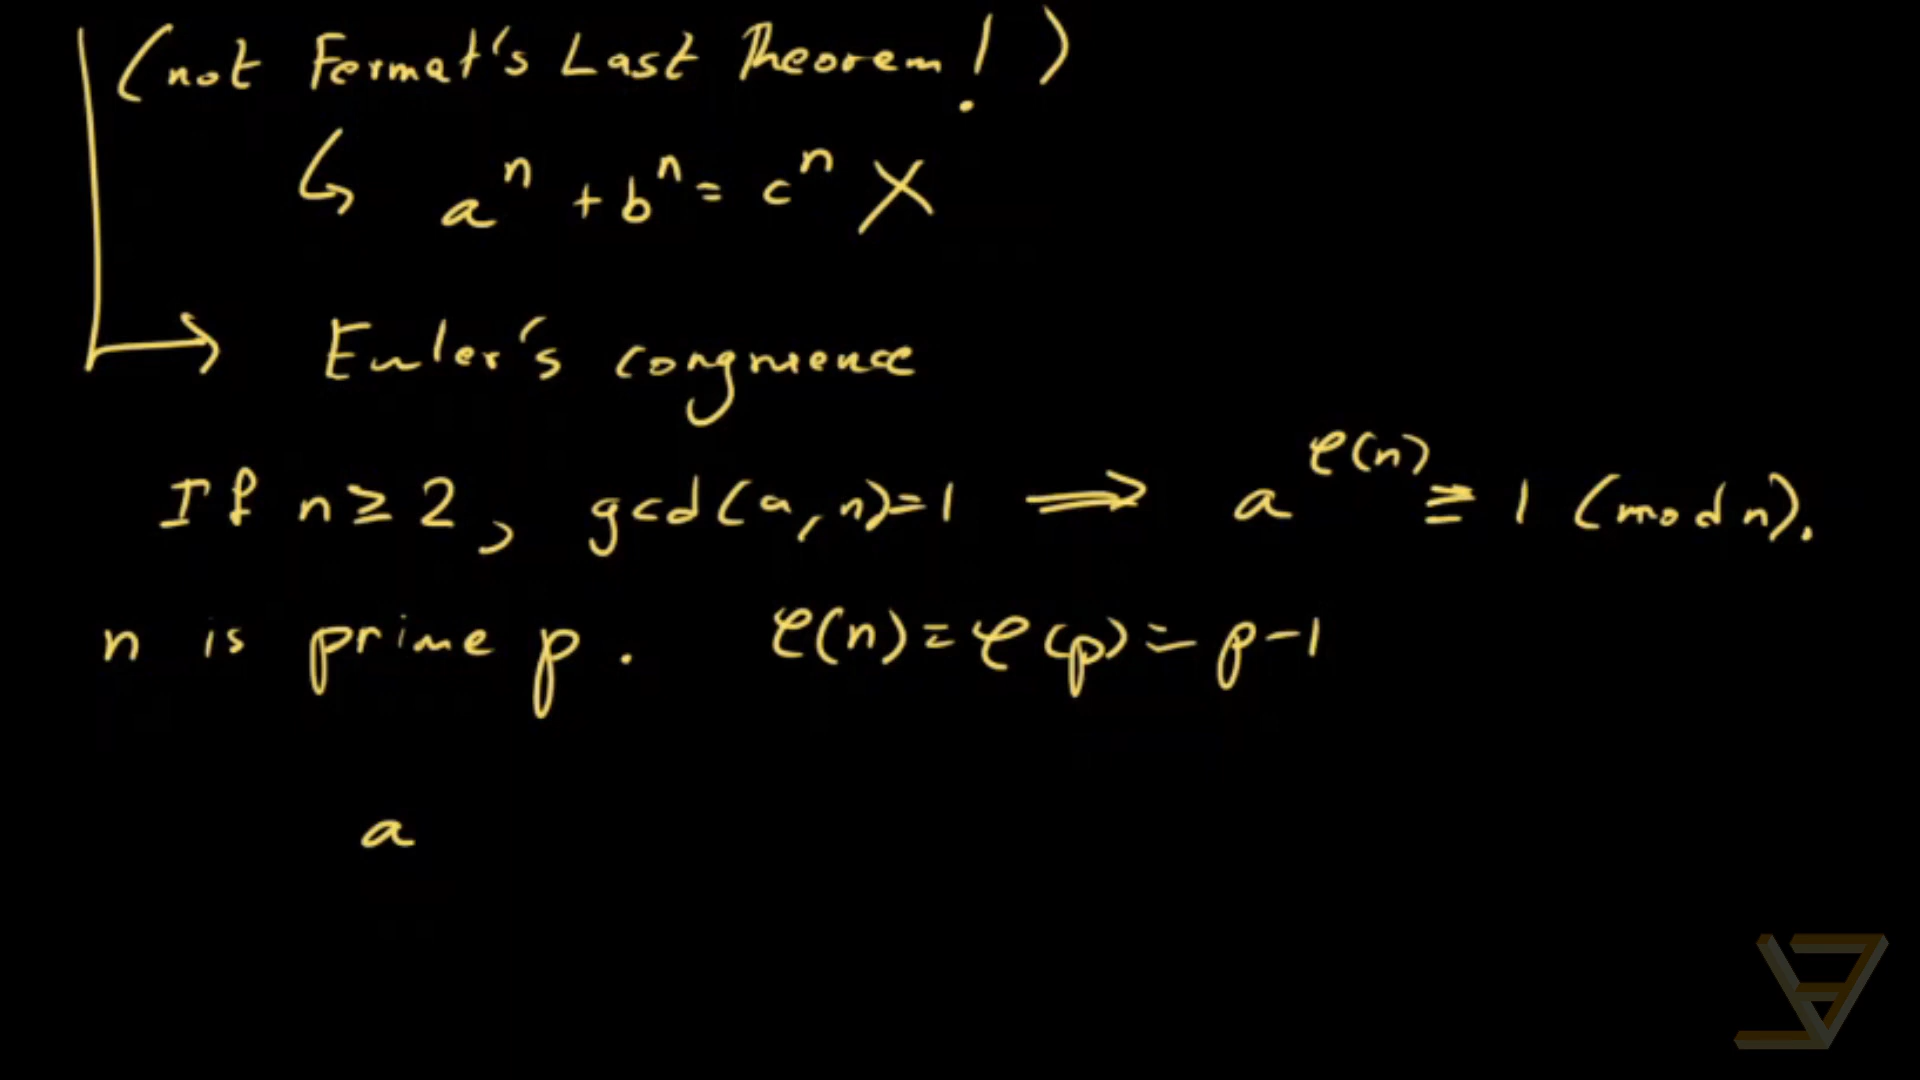 (not Fermat's Last Theorem!)
↳ aⁿ + bⁿ = cⁿ X
→ Euler's congruence
If n ≥ 2, gcd(a, n)=1 ⟹ a^φ(n) ≡ 1 (mod n).
n is prime p. φ(n) = φ(p) = p-1
a